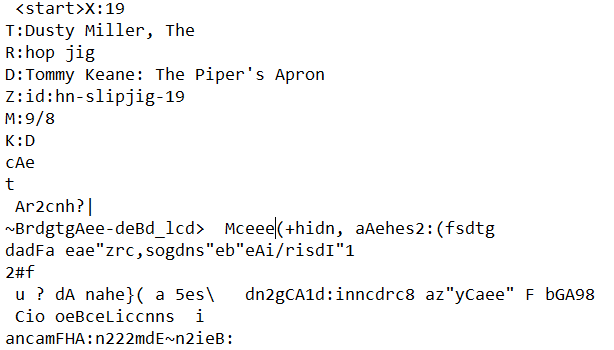 <start>X:19
T:Dusty Miller, The
R:hop jig
D:Tommy Keane: The Piper's Apron
Z:id:hn-slipjig-19
M:9/8
K:D
cAe
t
Ar2cnh?|
~BrdgtgAee-deBd_lcd>  Mceee(+hidn, aAehes2:(fsdtg
dadFa eae"zrc,sogdns"eb"eAi/risdI"1
2#f
u ? dA nahe}( a 5es\   dn2gCA1d:inncdrc8 az"yCaee" F bGA98
Cio oeBceLiccnns  i
ancamFHA:n222mdE~n2ieB: